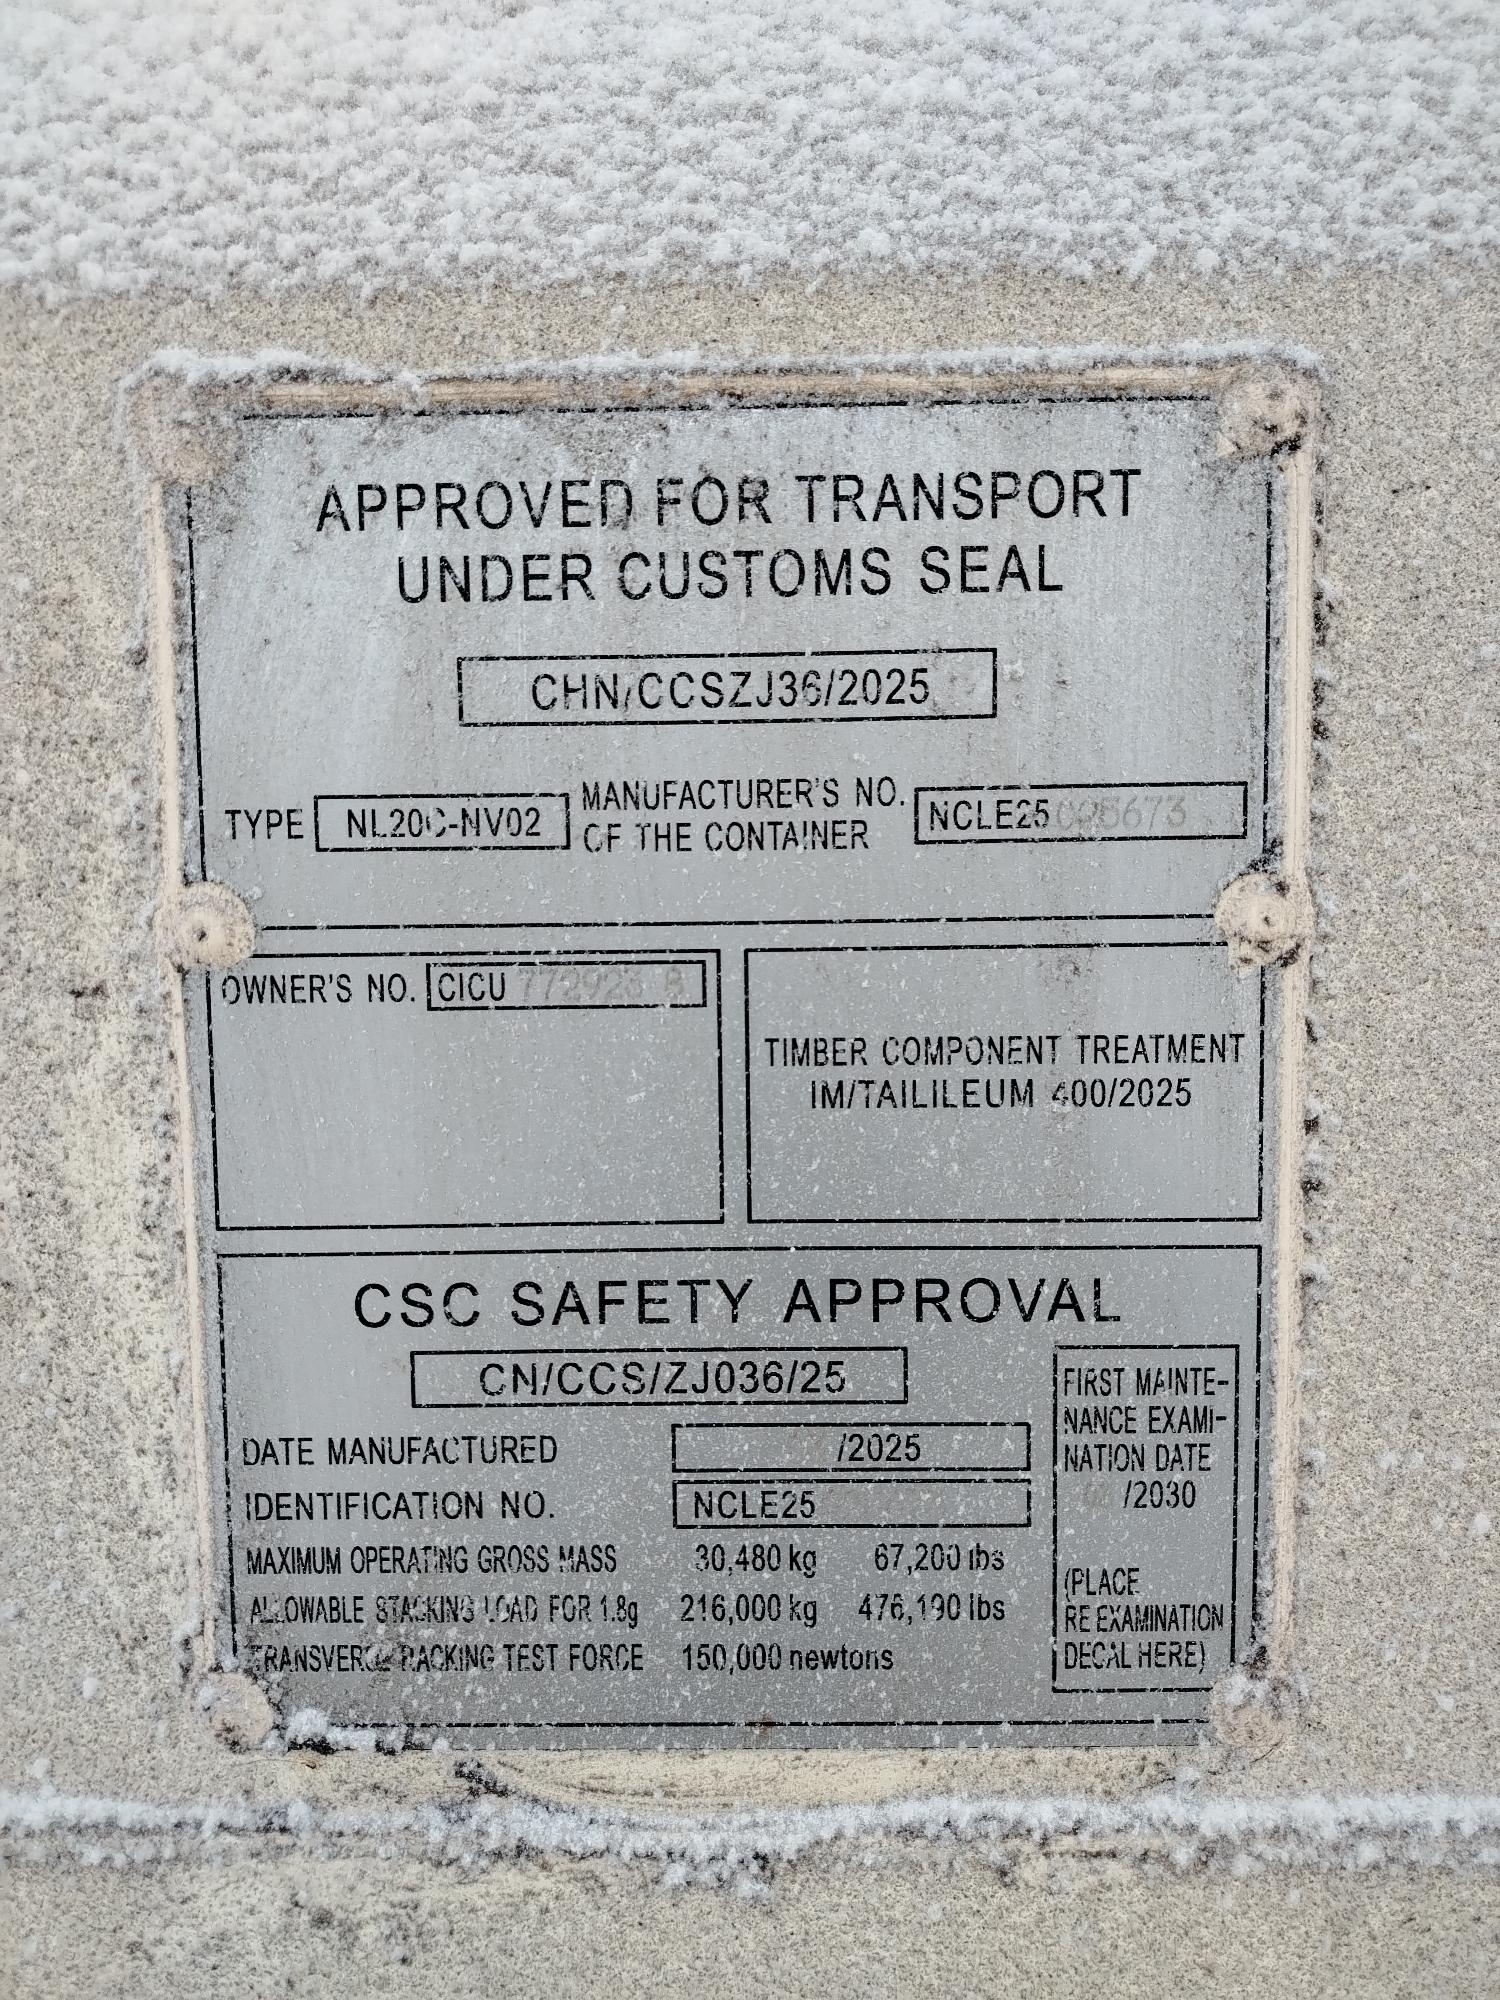 APPROVED FOR TRANSPORT
UNDER CUSTOMS SEAL
CHN/CCSZJ36/2025
TYPE NL20C-NV02 MANUFACTURER'S NO. OF THE CONTAINER NCLE25
OWNER'S NO. CICU
TIMBER COMPONENT TREATMENT
IM/TAILILEUM 400/2025
CSC SAFETY APPROVAL
CN/CCS/ZJ036/25
DATE MANUFACTURED /2025
IDENTIFICATION NO. NCLE25
MAXIMUM OPERATING GROSS MASS 30,480 kg 67,200 lbs
ALLOWABLE STACKING LOAD FOR 1.8g 216,000 kg 476,190 lbs
TRANSVERSE RACKING TEST FORCE 150,000 newtons
FIRST MAINTE-
NANCE EXAMI-
NATION DATE
/2030
(PLACE
RE EXAMINATION
DECAL HERE)